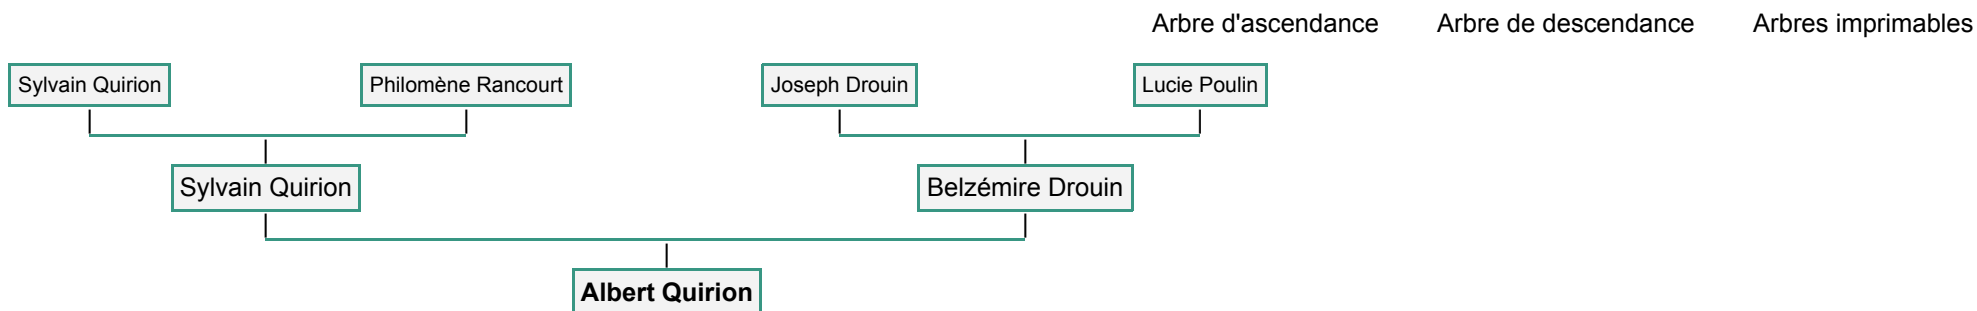 Arbre d'ascendance Arbre de descendance Arbres imprimables
Sylvain Quirion Philomène Rancourt Joseph Drouin Lucie Poulin
Sylvain Quirion Belzémire Drouin
Albert Quirion